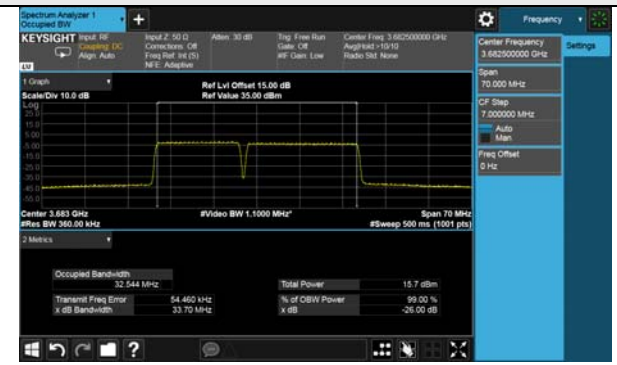 Spectrum Analyzer 1
Occupied BW
Frequency
KEYSIGHT
Input: RF
Coupling: DC
Align: Auto
Input Z: 50 Ω
Corrections: Off
Freq Ref: Int (S)
NFE: Adaptive
Atten: 30 dB
Trig: Free Run
Gate: Off
#IF Gain: Low
Center Freq: 3.682500000 GHz
Avg|Hold:>10/10
Radio Std: None
LU
Center Frequency
3.682500000 GHz
Settings
Span
70.000 MHz
CF Step
7.000000 MHz
Auto
Man
Freq Offset
0 Hz
1 Graph
Scale/Div 10.0 dB
Ref Lvl Offset 15.00 dB
Ref Value 35.00 dBm
Log
25.0
15.0
5.00
-5.00
-15.0
-25.0
-35.0
-45.0
-55.0
Center 3.683 GHz
#Res BW 360.00 kHz
#Video BW 1.1000 MHz*
Span 70 MHz
#Sweep 500 ms (1001 pts)
2 Metrics
Occupied Bandwidth
32.544 MHz
Total Power 15.7 dBm
Transmit Freq Error 54.460 kHz
% of OBW Power 99.00 %
x dB Bandwidth 33.70 MHz
x dB -26.00 dB
?